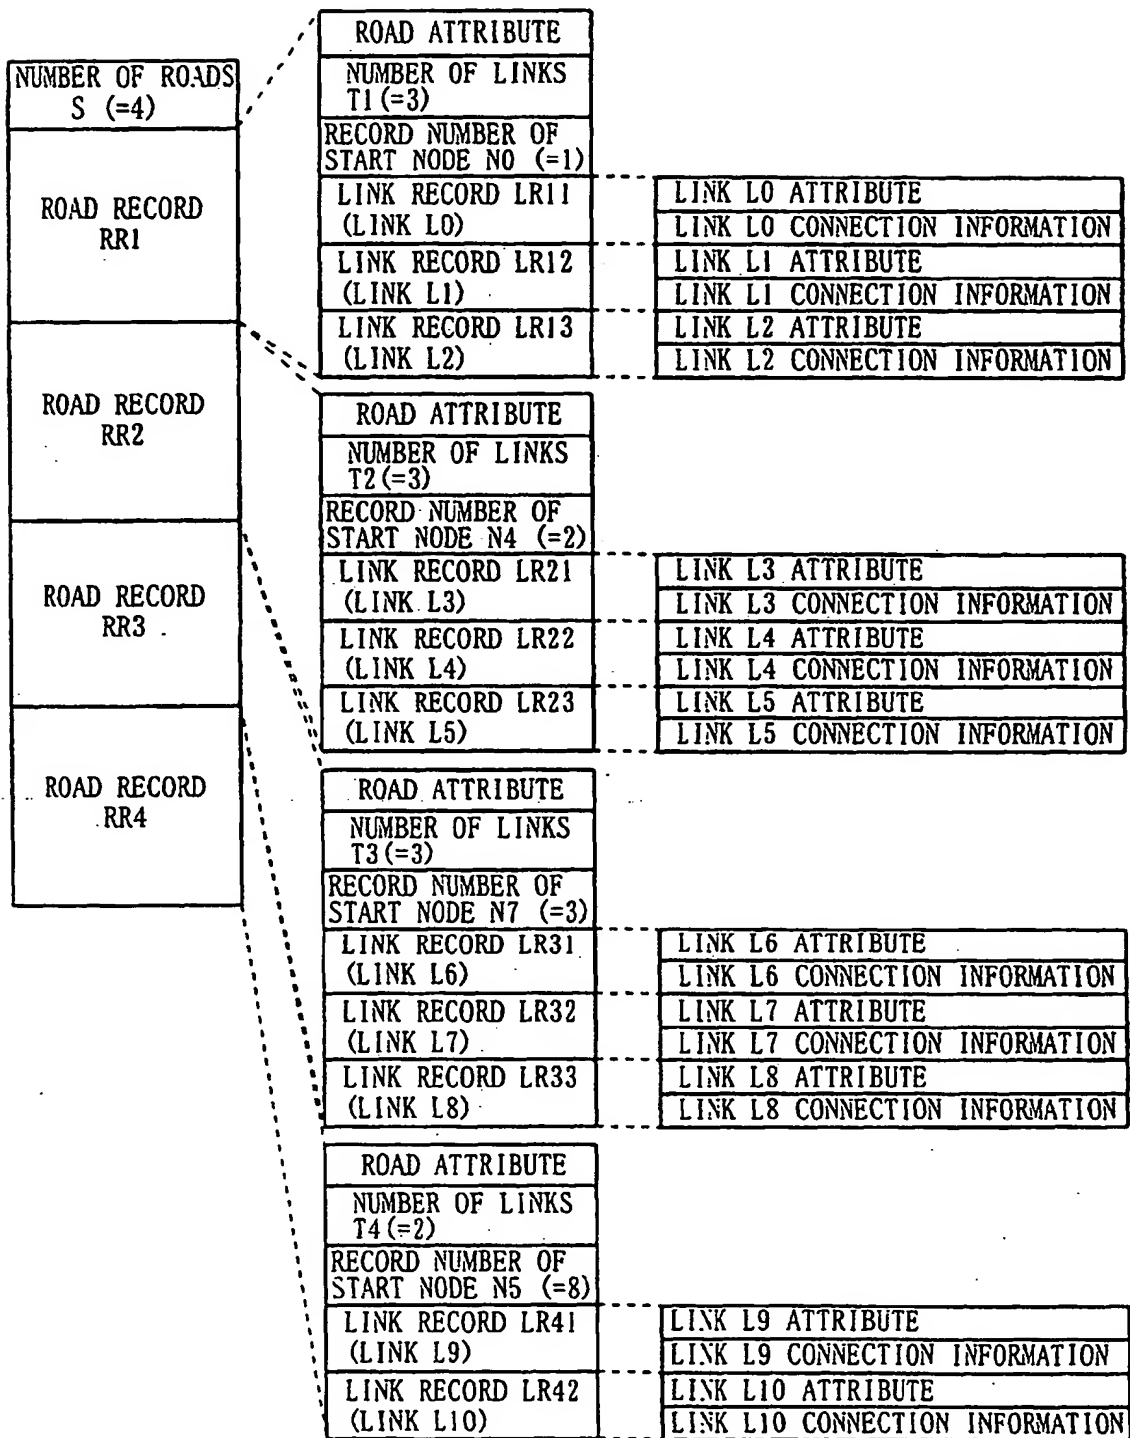 NUMBER OF ROADS
S (=4)
ROAD RECORD
RR1
ROAD RECORD
RR2
ROAD RECORD
RR3
ROAD RECORD
RR4
ROAD ATTRIBUTE
NUMBER OF LINKS
T1(=3)
RECORD NUMBER OF
START NODE N0 (=1)
LINK RECORD LR11
(LINK L0)
LINK RECORD LR12
(LINK L1)
LINK RECORD LR13
(LINK L2)
LINK L0 ATTRIBUTE
LINK L0 CONNECTION INFORMATION
LINK L1 ATTRIBUTE
LINK L1 CONNECTION INFORMATION
LINK L2 ATTRIBUTE
LINK L2 CONNECTION INFORMATION
ROAD ATTRIBUTE
NUMBER OF LINKS
T2(=3)
RECORD NUMBER OF
START NODE N4 (=2)
LINK RECORD LR21
(LINK L3)
LINK RECORD LR22
(LINK L4)
LINK RECORD LR23
(LINK L5)
LINK L3 ATTRIBUTE
LINK L3 CONNECTION INFORMATION
LINK L4 ATTRIBUTE
LINK L4 CONNECTION INFORMATION
LINK L5 ATTRIBUTE
LINK L5 CONNECTION INFORMATION
ROAD ATTRIBUTE
NUMBER OF LINKS
T3(=3)
RECORD NUMBER OF
START NODE N7 (=3)
LINK RECORD LR31
(LINK L6)
LINK RECORD LR32
(LINK L7)
LINK RECORD LR33
(LINK L8)
LINK L6 ATTRIBUTE
LINK L6 CONNECTION INFORMATION
LINK L7 ATTRIBUTE
LINK L7 CONNECTION INFORMATION
LINK L8 ATTRIBUTE
LINK L8 CONNECTION INFORMATION
ROAD ATTRIBUTE
NUMBER OF LINKS
T4(=2)
RECORD NUMBER OF
START NODE N5 (=8)
LINK RECORD LR41
(LINK L9)
LINK RECORD LR42
(LINK L10)
LINK L9 ATTRIBUTE
LINK L9 CONNECTION INFORMATION
LINK L10 ATTRIBUTE
LINK L10 CONNECTION INFORMATION